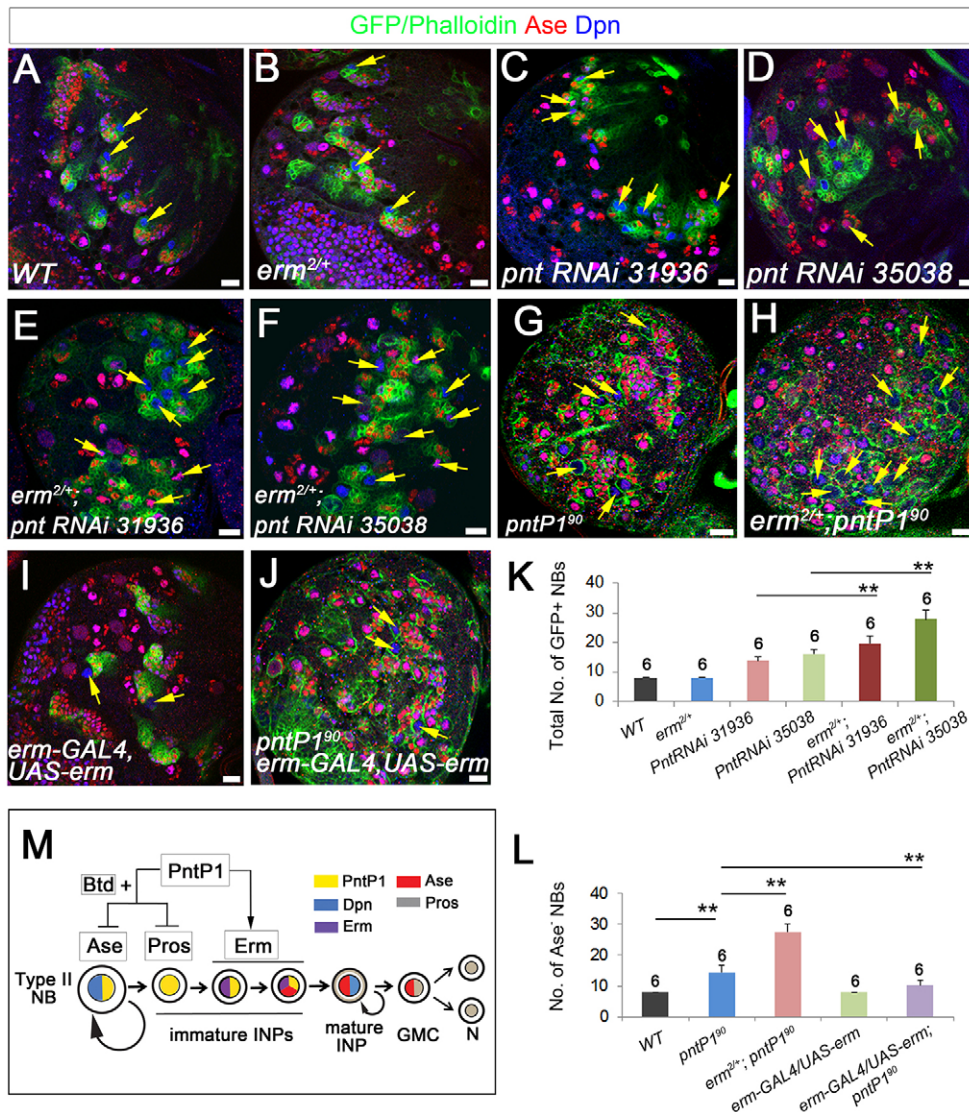 GFP/Phalloidin Ase Dpn
A
WT
B
erm2/+
C
pnt RNAi 31936
D
pnt RNAi 35038
E
erm2/+;
pnt RNAi 31936
F
erm2/+;
pnt RNAi 35038
G
pntP190
H
erm2/+;pntP190
I
erm-GAL4,
UAS-erm
J
pntP190
erm-GAL4,UAS-erm
K
Total No. of GFP+ NBs
40
30
20
10
0
6
6
6
6
6
6
**
**
WT
erm2/+
PntRNAi 31936
PntRNAi 35038
erm2/+;
PntRNAi 31936
erm2/+;
PntRNAi 35038
M
PntP1
Btd +
Ase
Pros
Erm
PntP1
Dpn
Erm
Ase
Pros
Type II
NB
immature INPs
mature
INP
GMC
N
L
No. of Ase- NBs
40
30
20
10
0
6
6
6
6
6
**
**
**
WT
pntP190
erm2/+; pntP190
erm-GAL4/UAS-erm
erm-GAL4/UAS-erm;
pntP190